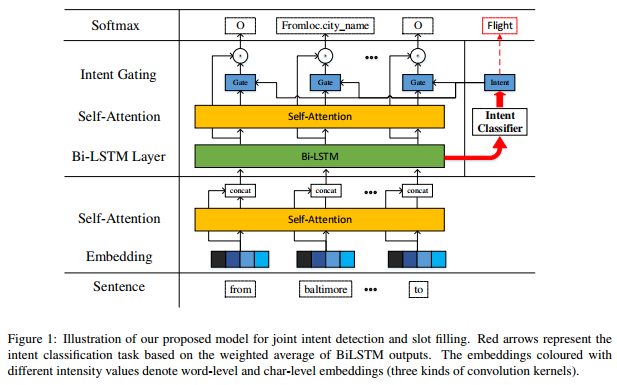 Softmax O Fromloc.city_name O Flight
Intent Gating * * ••• *
Gate Gate Gate Intent
Self-Attention Self-Attention Intent
Classifier
Bi-LSTM Layer Bi-LSTM
concat concat ••• concat
Self-Attention Self-Attention
Embedding
Sentence from baltimore ••• to
Figure 1: Illustration of our proposed model for joint intent detection and slot filling. Red arrows represent the
intent classification task based on the weighted average of BiLSTM outputs. The embeddings coloured with
different intensity values denote word-level and char-level embeddings (three kinds of convolution kernels).